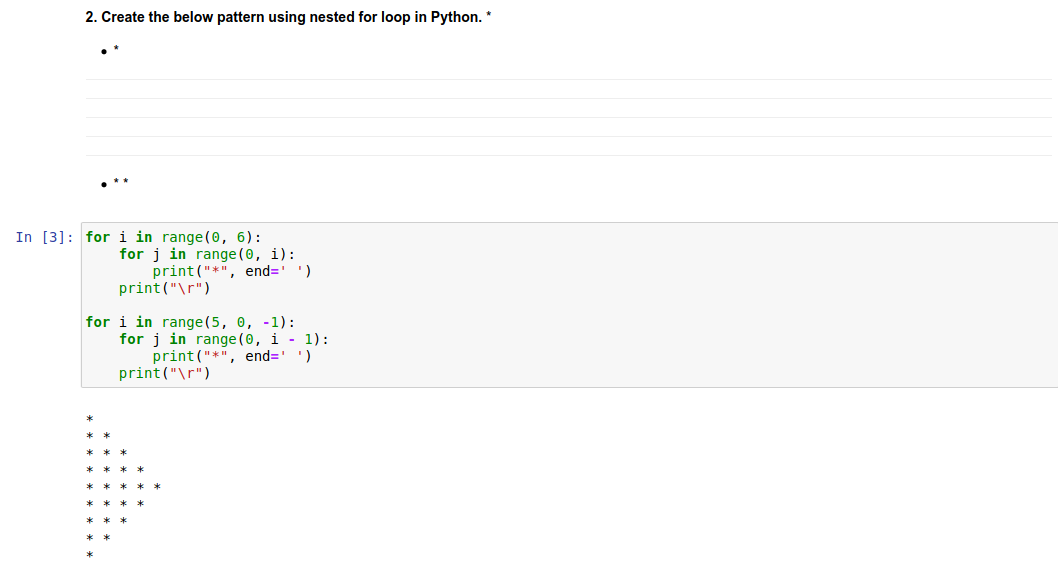 2. Create the below pattern using nested for loop in Python. *
• *
• * *
In [3]:
for i in range(0, 6):
    for j in range(0, i):
        print("*", end=' ')
    print("\r")

for i in range(5, 0, -1):
    for j in range(0, i - 1):
        print("*", end=' ')
    print("\r")

*
* *
* * *
* * * *
* * * * *
* * * *
* * *
* *
*